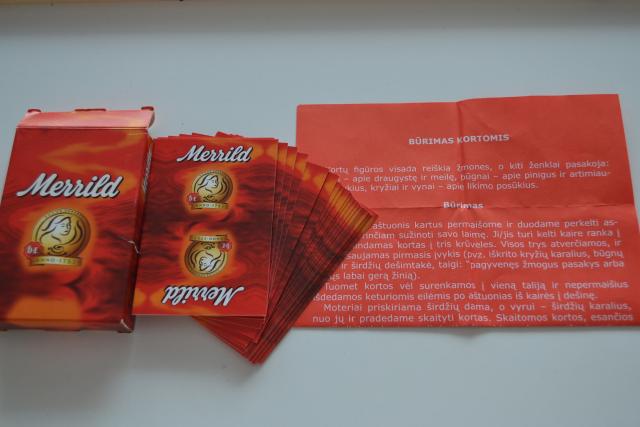 Merrild
ANNO 1797
Merrild
Merrild
BŪRIMAS KORTOMIS
kortų figūros visada reiškia žmones, o kiti ženklai pasakoja:
– apie draugystę ir meilę, būgnai – apie pinigus ir artimiau-
kryžiai ir vynai – apie likimo posūkius.
Būrimas
aštuonis kartus permaišome ir duodame perkelti as-
sužinoti savo laimę. Ji/jis turi kelti kaire ranka į
kortas į tris krūveles. Visos trys atverčiamos, ir
pirmasis įvykis (pvz. iškrito kryžių karalius, būgnų
ir širdžių dešimtakė, taigi: "pagyvenęs žmogus pasakys arba
labai gerą žinią).
Tuomet kortos vėl surenkamos į vieną taliją ir nepermaišius
išdedamos keturiomis eilėmis po aštuonias iš kairės į dešinę.
Moteriai priskiriama širdžių dama, o vyrui – širdžių karalius,
nuo jų ir pradedame skaityti kortas. Skaitomos kortos, esančios